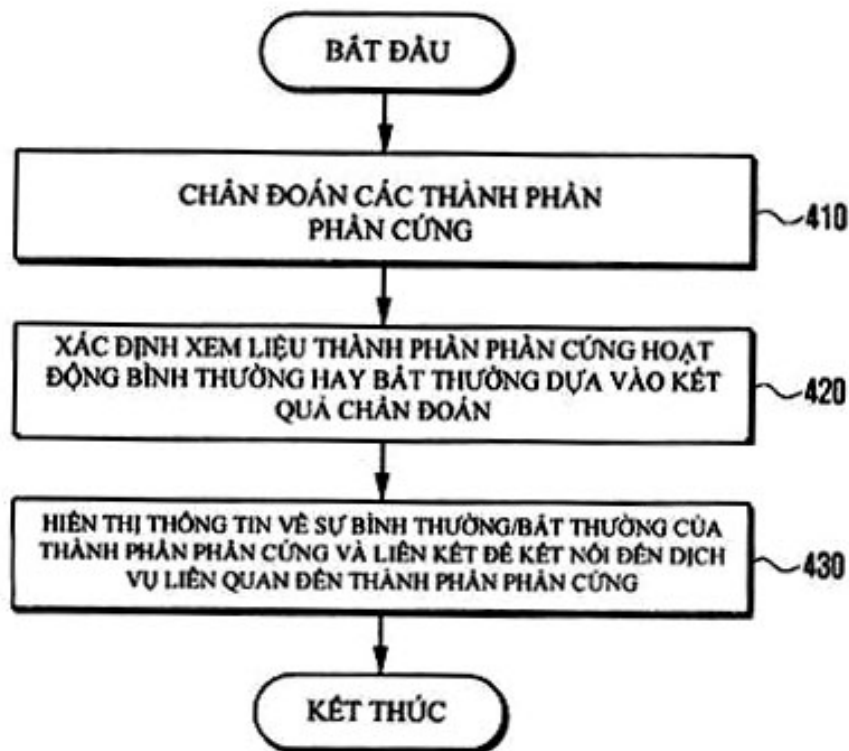 BẮT ĐẦU
CHẨN ĐOÁN CÁC THÀNH PHẦN
PHẦN CỨNG
410
XÁC ĐỊNH XEM LIỆU THÀNH PHẦN PHẦN CỨNG HOẠT
ĐỘNG BÌNH THƯỜNG HAY BẤT THƯỜNG DỰA VÀO KẾT
QUẢ CHẨN ĐOÁN
420
HIỂN THỊ THÔNG TIN VỀ SỰ BÌNH THƯỜNG/BẤT THƯỜNG CỦA
THÀNH PHẦN PHẦN CỨNG VÀ LIÊN KẾT ĐỂ KẾT NỐI ĐẾN DỊCH
VỤ LIÊN QUAN ĐẾN THÀNH PHẦN PHẦN CỨNG
430
KẾT THÚC